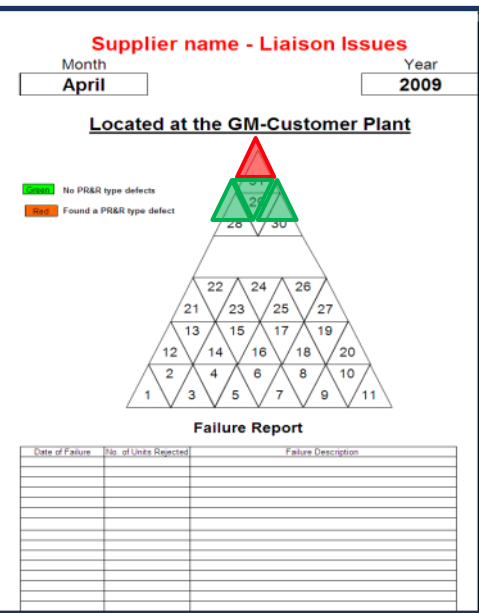 Supplier name - Liaison Issues
Month
Year
April
2009
Located at the GM-Customer Plant
Green No PR&R type defects
Red Found a PR&R type defect
31
29
28 30
22 24 26
21 23 25 27
13 15 17 19
12 14 16 18 20
2 4 6 8 10
1 3 5 7 9 11
Failure Report
Date of Failure No. of Units Rejected Failure Description